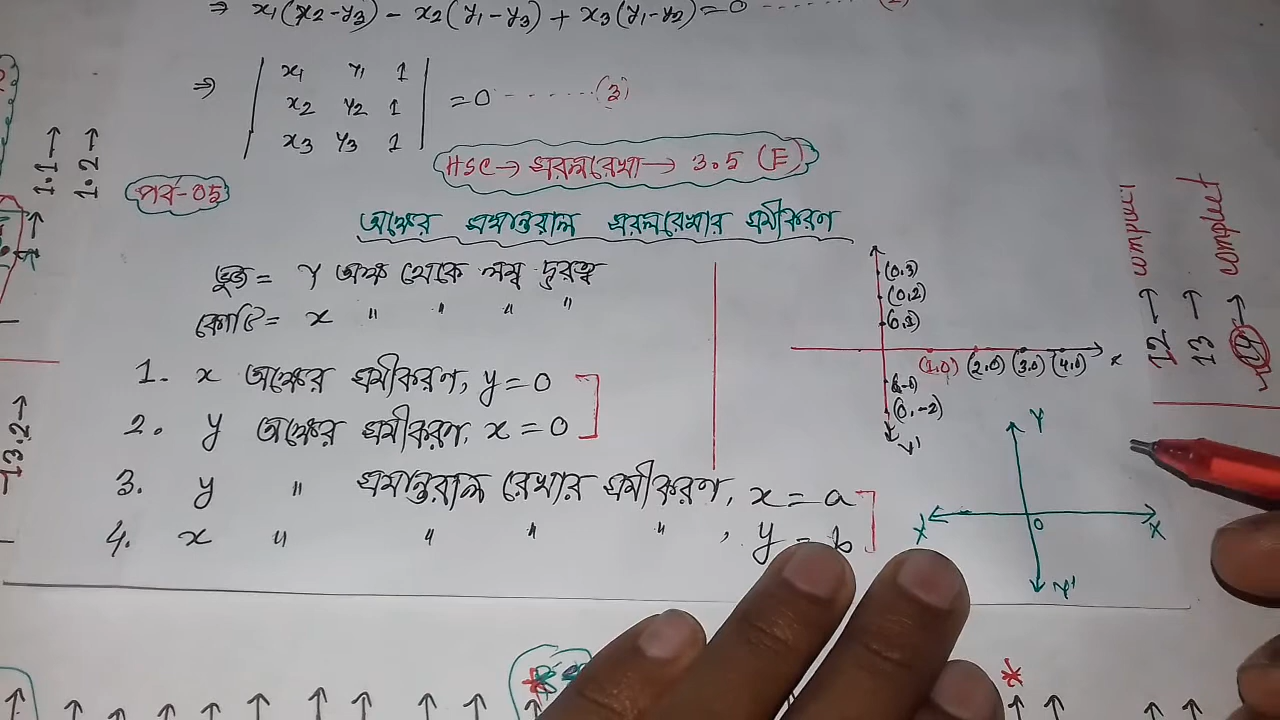 ⇒ x1(y2-y3) - x2(y1-y3) + x3(y1-y2) = 0
⇒ | x1 y1 1 |
| x2 y2 1 | = 0 ------(3)
| x3 y3 1 |
HSC → সরলরেখা → 3.5 (E)
পর্ব-05
অক্ষের সমান্তরাল সরলরেখার সমীকরণ
ভূজ = Y অক্ষ থেকে লম্ব দুরত্ব
কোটি = x " " " "
1. x অক্ষের সমীকরণ, y = 0
2. y অক্ষের সমীকরণ, x = 0
3. y " সমান্তরাল রেখার সমীকরণ, x = a
4. x " " " " , y = b
(0,3)
(0,2)
(1,0) (2,0) (3,0) (4,0) x
(0,-2)
Y'
Y
X' O X
Y'
1.1 →
1.2 →
13.2 →
12 → complete
13 →
14 → complete